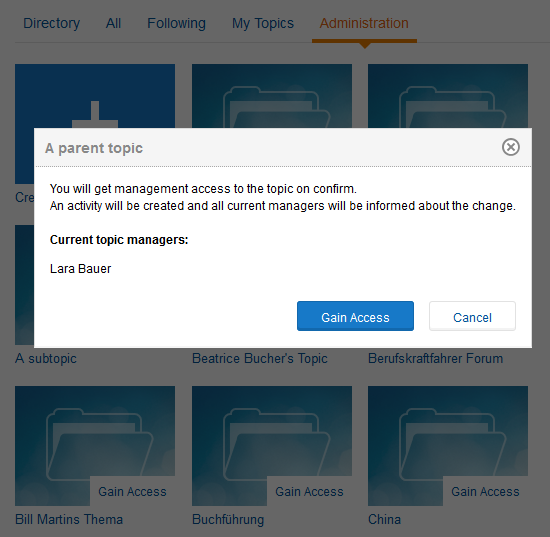 Directory All Following My Topics Administration
A parent topic
You will get management access to the topic on confirm.
An activity will be created and all current managers will be informed about the change.
Current topic managers:
Lara Bauer
Gain Access Cancel
A subtopic Beatrice Bucher's Topic Berufskraftfahrer Forum
Gain Access Gain Access Gain Access
Bill Martins Thema Buchführung China